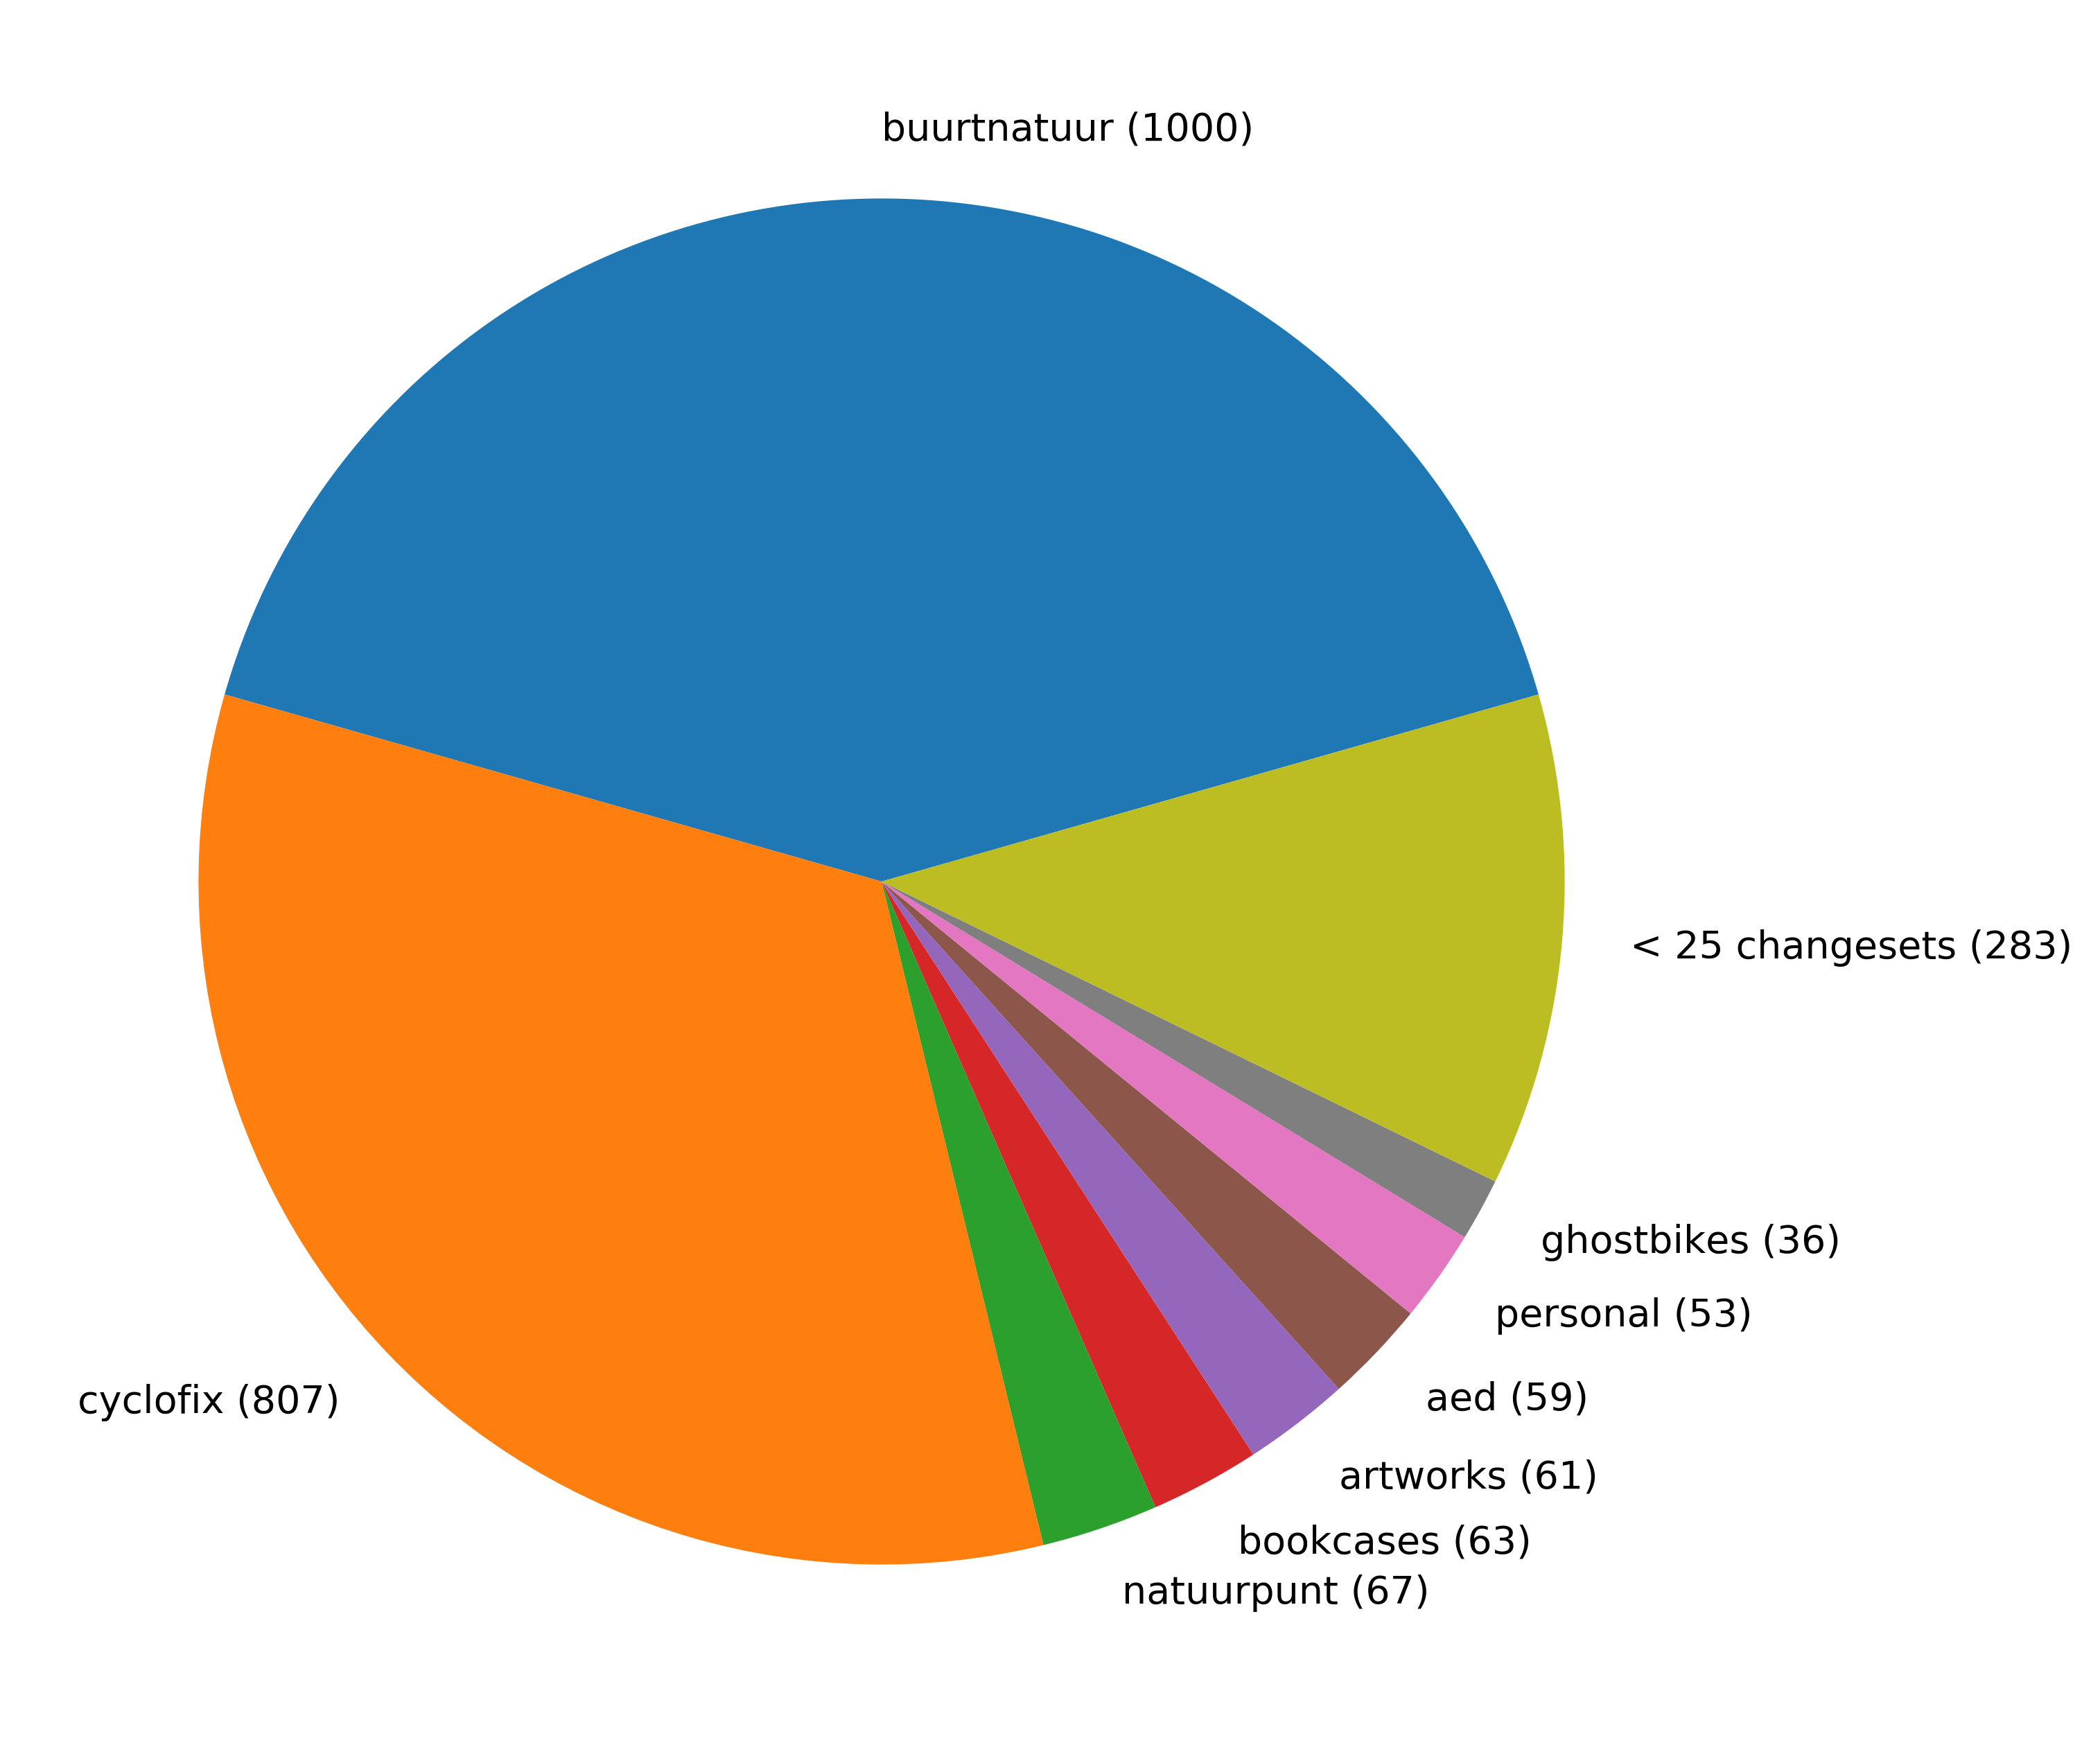 buurtnatuur (1000)
< 25 changesets (283)
ghostbikes (36)
personal (53)
aed (59)
cyclofix (807)
artworks (61)
bookcases (63)
natuurpunt (67)